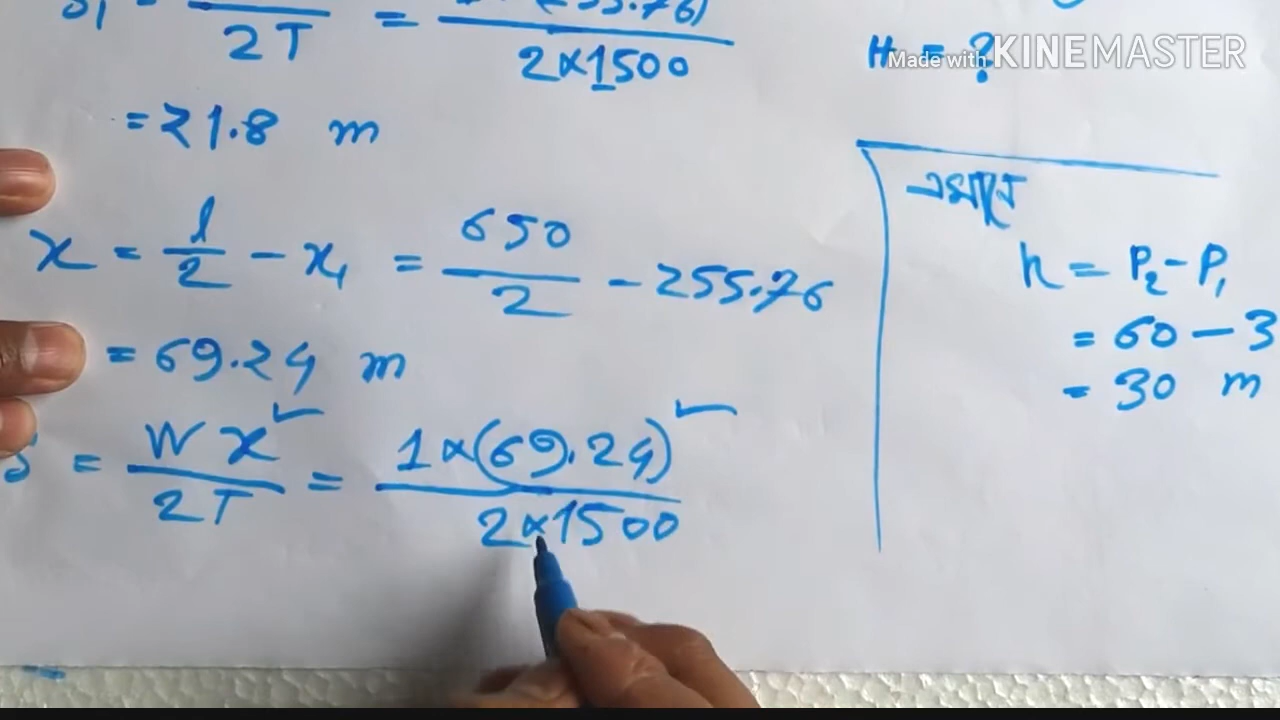 2T = 2×1500
H = ?
Made with KINEMASTER
= 21.8 m
এখানে
x = l/2 - x₁ = 650/2 - 255.76
h = P₂ - P₁
= 60 - 3
= 69.24 m
= 30 m
= Wx²/2T = 1×(69.24)²/2×1500